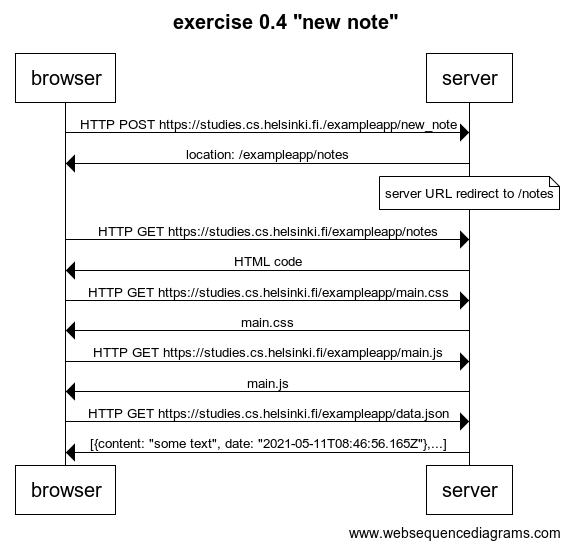 exercise 0.4 "new note"
browser
server
HTTP POST https://studies.cs.helsinki.fi./exampleapp/new_note
location: /exampleapp/notes
server URL redirect to /notes
HTTP GET https://studies.cs.helsinki.fi/exampleapp/notes
HTML code
HTTP GET https://studies.cs.helsinki.fi/exampleapp/main.css
main.css
HTTP GET https://studies.cs.helsinki.fi/exampleapp/main.js
main.js
HTTP GET https://studies.cs.helsinki.fi/exampleapp/data.json
[{content: "some text", date: "2021-05-11T08:46:56.165Z"},...]
browser
server
www.websequencediagrams.com